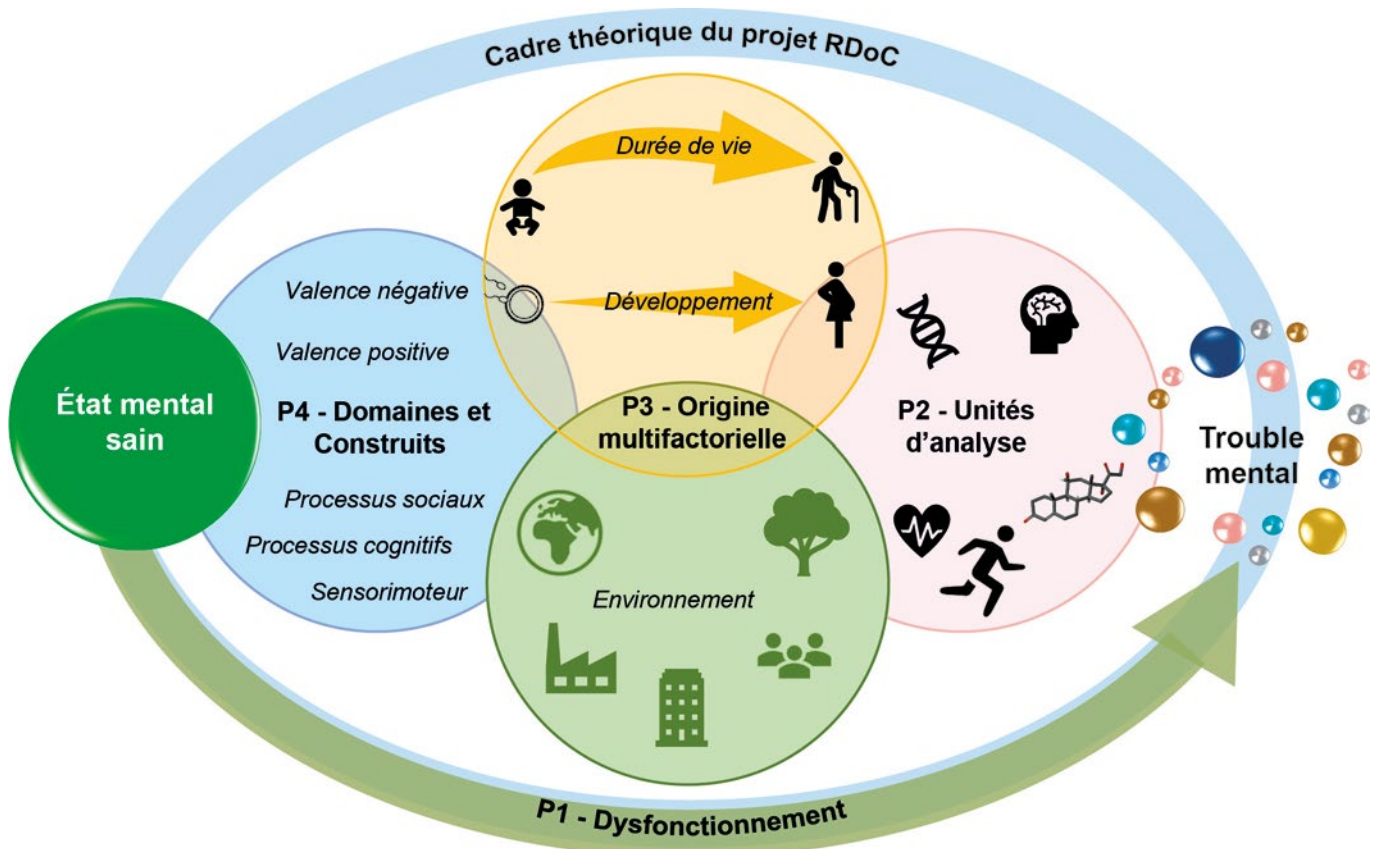 Cadre théorique du projet RDoC
Durée de vie
Développement
Valence négative
Valence positive
État mental
sain
P4 - Domaines et
Construits
P3 - Origine
multifactorielle
P2 - Unités
d'analyse
Trouble
mental
Processus sociaux
Processus cognitifs
Sensorimoteur
Environnement
P1 - Dysfonctionnement